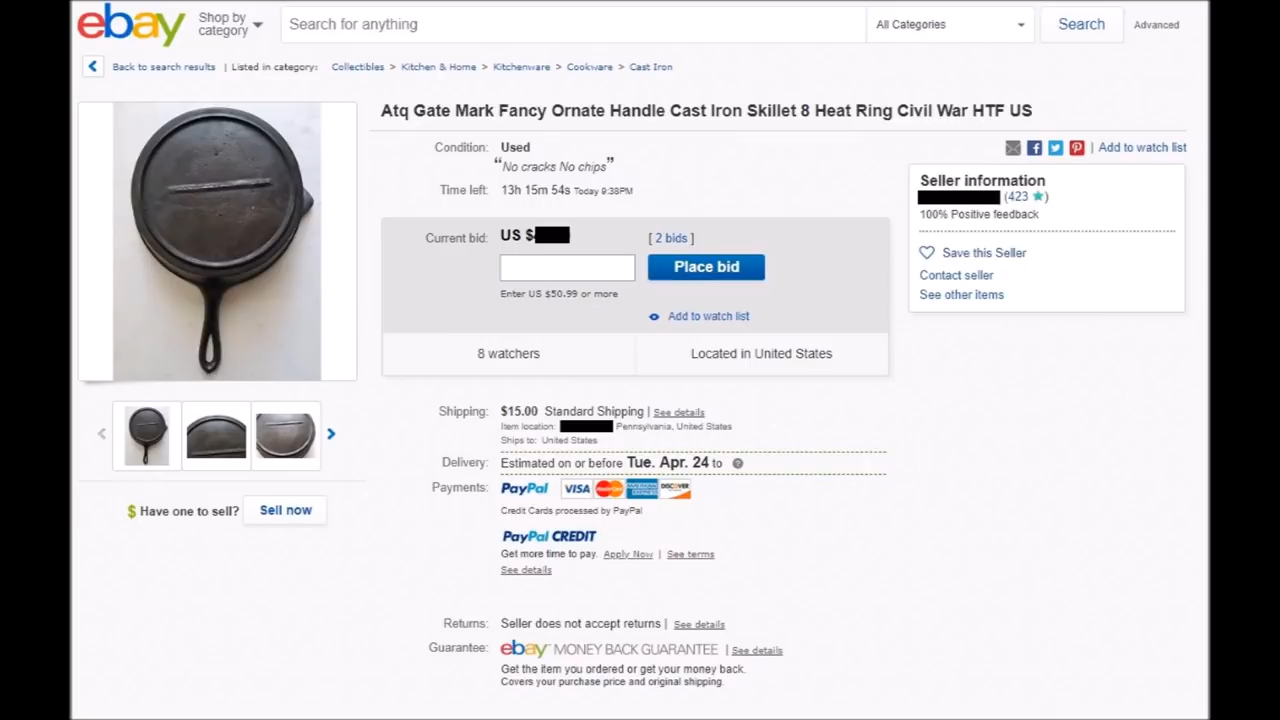 ebay
Shop by category
Search for anything
All Categories
Search
Advanced
Back to search results | Listed in category: Collectibles > Kitchen & Home > Kitchenware > Cookware > Cast Iron
Atq Gate Mark Fancy Ornate Handle Cast Iron Skillet 8 Heat Ring Civil War HTF US
Condition: Used
“No cracks No chips”
Time left: 13h 15m 54s Today 9:38PM
| Add to watch list
Seller information
(423 ★)
100% Positive feedback
Save this Seller
Contact seller
See other items
Current bid: US $
[ 2 bids ]
Place bid
Enter US $50.99 or more
Add to watch list
8 watchers
Located in United States
Shipping: $15.00 Standard Shipping | See details
Item location: Pennsylvania, United States
Ships to: United States
Delivery: Estimated on or before Tue. Apr. 24 to
Payments: PayPal VISA MasterCard AMERICAN EXPRESS DISCOVER
Credit Cards processed by PayPal
PayPal CREDIT
Get more time to pay. Apply Now | See terms
See details
$ Have one to sell? Sell now
Returns: Seller does not accept returns | See details
Guarantee: ebay MONEY BACK GUARANTEE | See details
Get the item you ordered or get your money back.
Covers your purchase price and original shipping.